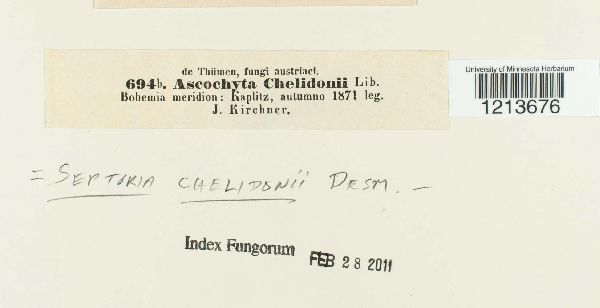 de Thümen, fungi austriaci.
694b. Ascochyta Chelidonii Lib.
Bohemia meridion: Kaplitz, autumno 1871 leg.
J. Kirchner.
University of Minnesota Herbarium
1213676
= SEPTORIA CHELIDONII DESM. —
Index Fungorum
FEB 28 2011